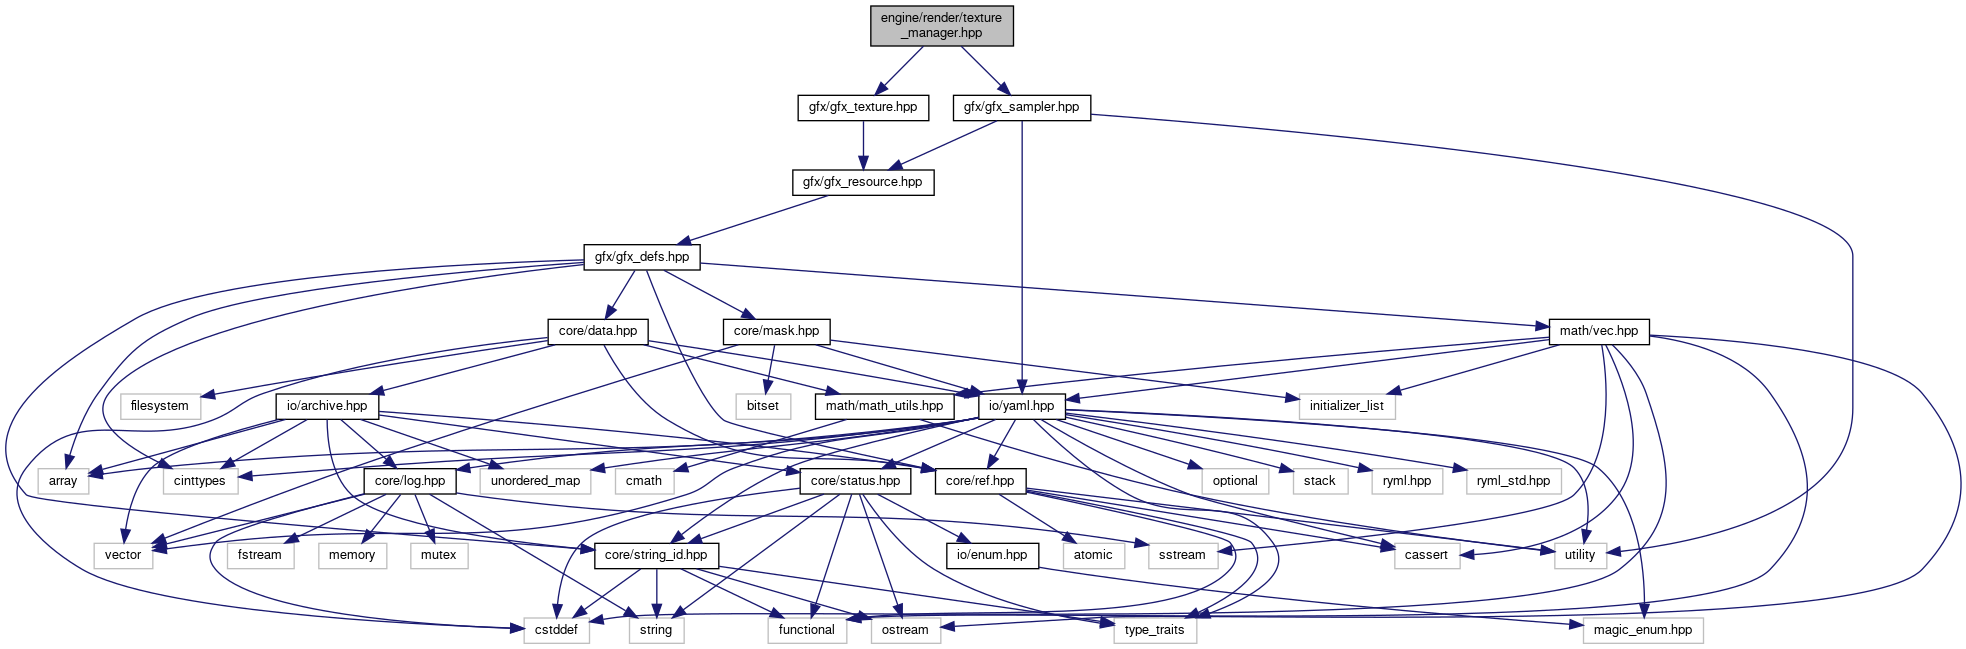 engine/render/texture
_manager.hpp
gfx/gfx_texture.hpp
gfx/gfx_sampler.hpp
gfx/gfx_resource.hpp
gfx/gfx_defs.hpp
core/data.hpp
core/mask.hpp
math/vec.hpp
filesystem
io/archive.hpp
bitset
math/math_utils.hpp
io/yaml.hpp
initializer_list
array
cinttypes
core/log.hpp
unordered_map
cmath
core/status.hpp
core/ref.hpp
optional
stack
ryml.hpp
ryml_std.hpp
vector
fstream
memory
mutex
core/string_id.hpp
io/enum.hpp
atomic
sstream
cassert
utility
cstddef
string
functional
ostream
type_traits
magic_enum.hpp